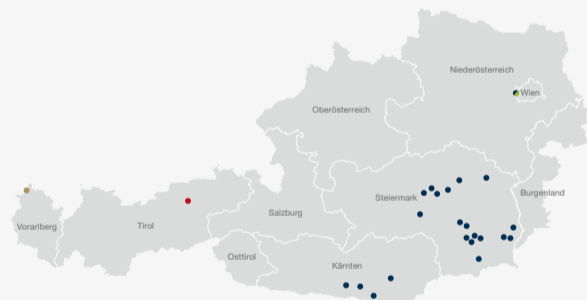 Niederösterreich
Wien
Oberösterreich
Steiermark
Burgenland
Salzburg
Tirol
Vorarlberg
Osttirol
Kärnten